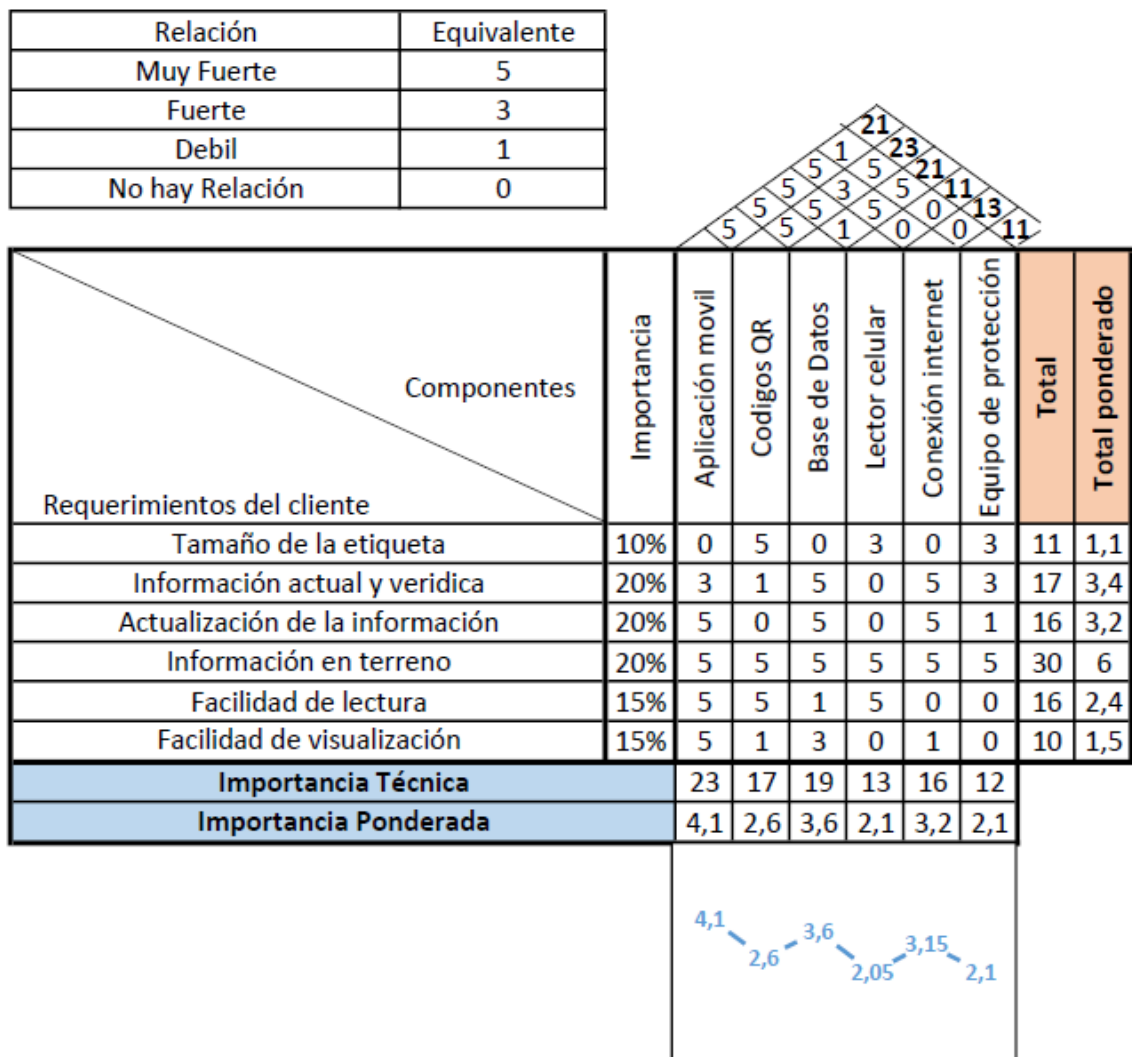 Relación Equivalente
Muy Fuerte 5
Fuerte 3
Debil 1
No hay Relación 0
21
1 23
5 5 21
5 3 5 11
5 5 5 0 13
5 5 1 0 0 11
Componentes
Requerimientos del cliente
Importancia
Aplicación movil
Codigos QR
Base de Datos
Lector celular
Conexión internet
Equipo de protección
Total
Total ponderado
Tamaño de la etiqueta 10% 0 5 0 3 0 3 11 1,1
Información actual y veridica 20% 3 1 5 0 5 3 17 3,4
Actualización de la información 20% 5 0 5 0 5 1 16 3,2
Información en terreno 20% 5 5 5 5 5 5 30 6
Facilidad de lectura 15% 5 5 1 5 0 0 16 2,4
Facilidad de visualización 15% 5 1 3 0 1 0 10 1,5
Importancia Técnica 23 17 19 13 16 12
Importancia Ponderada 4,1 2,6 3,6 2,1 3,2 2,1
4,1 2,6 3,6 2,05 3,15 2,1